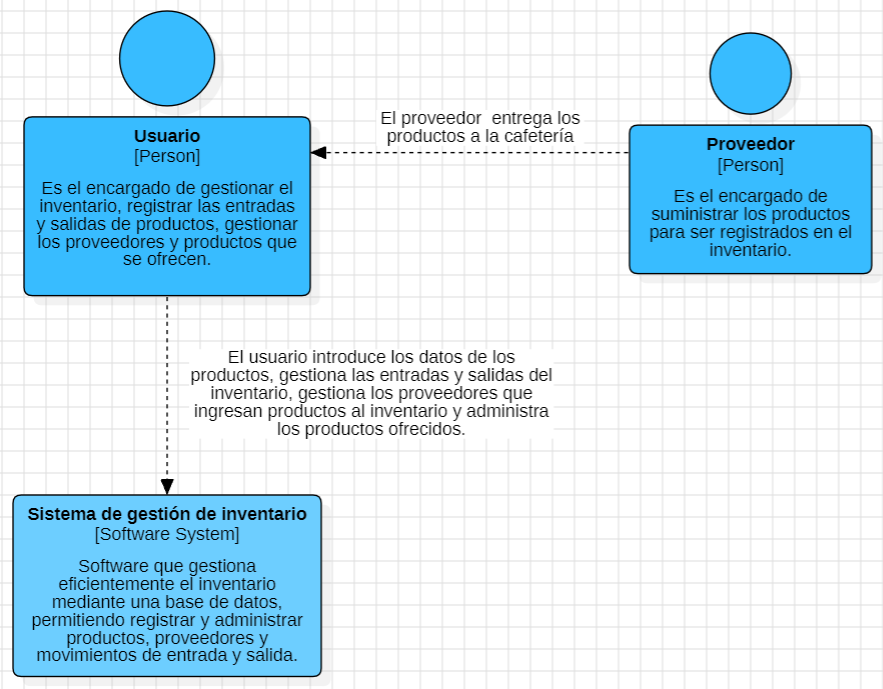 Usuario
[Person]
Es el encargado de gestionar el
inventario, registrar las entradas
y salidas de productos, gestionar
los proveedores y productos que
se ofrecen.
El proveedor  entrega los
productos a la cafetería
Proveedor
[Person]
Es el encargado de
suministrar los productos
para ser registrados en el
inventario.
El usuario introduce los datos de los
productos, gestiona las entradas y salidas del
inventario, gestiona los proveedores que
ingresan productos al inventario y administra
los productos ofrecidos.
Sistema de gestión de inventario
[Software System]
Software que gestiona
eficientemente el inventario
mediante una base de datos,
permitiendo registrar y administrar
productos, proveedores y
movimientos de entrada y salida.